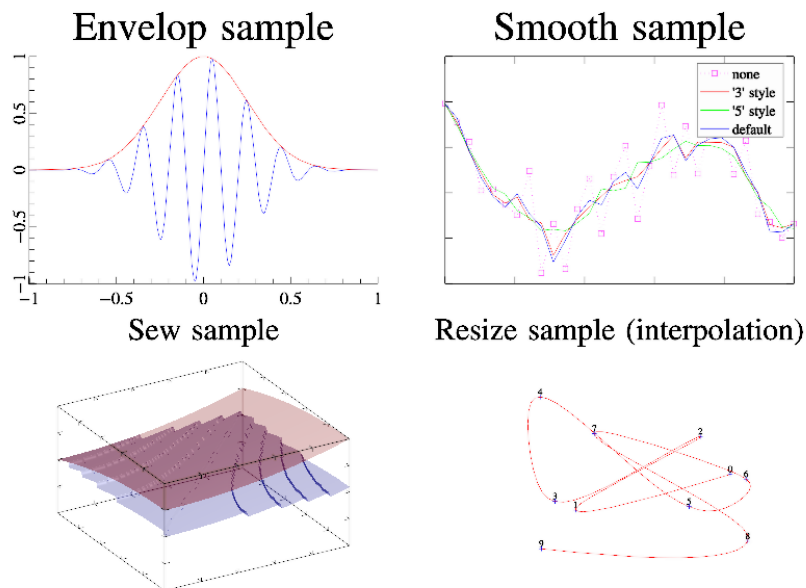 Envelop sample
Smooth sample
1
0.5
0
−0.5
−1
−1
−0.5
0
0.5
1
none
'3' style
'5' style
default
Sew sample
Resize sample (interpolation)
4
7
2
0
6
3
1
5
8
9